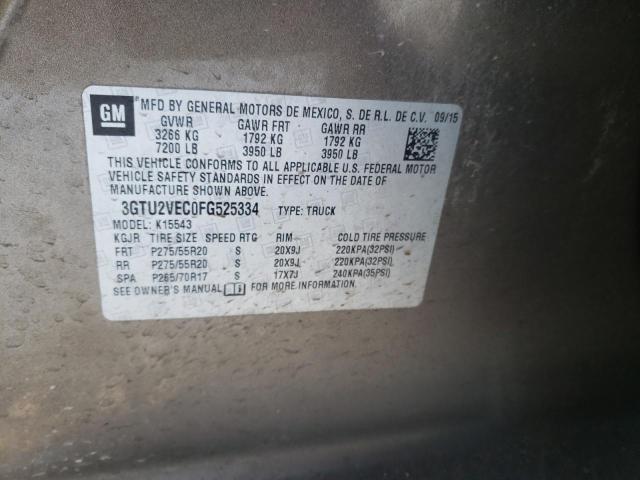 GM
MFD BY GENERAL MOTORS DE MEXICO, S. DE R.L. DE C.V. 09/15
GVWR GAWR FRT GAWR RR
3266 KG 1792 KG 1792 KG
7200 LB 3950 LB 3950 LB
THIS VEHICLE CONFORMS TO ALL APPLICABLE U.S. FEDERAL MOTOR
VEHICLE SAFETY STANDARDS IN EFFECT ON THE DATE OF
MANUFACTURE SHOWN ABOVE.
3GTU2VEC0FG525334 TYPE: TRUCK
MODEL: K15543
KGJR TIRE SIZE SPEED RTG RIM COLD TIRE PRESSURE
FRT P275/55R20 S 20X9J 220KPA(32PSI)
RR P275/55R20 S 20X9J 220KPA(32PSI)
SPA P265/70R17 S 17X7J 240KPA(35PSI)
SEE OWNER'S MANUAL FOR MORE INFORMATION.